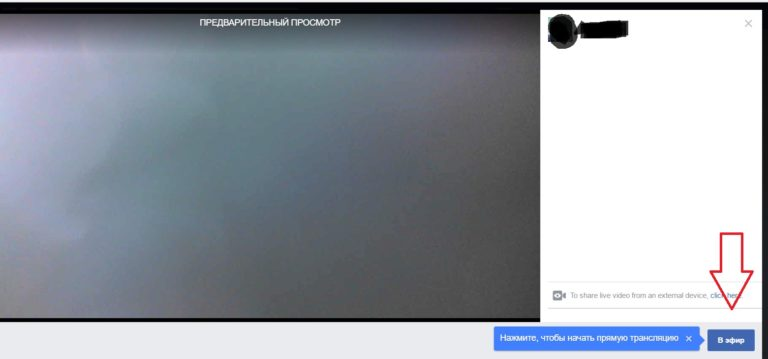 ПРЕДВАРИТЕЛЬНЫЙ ПРОСМОТР
To share live video from an external device, click here.
Нажмите, чтобы начать прямую трансляцию
В эфир